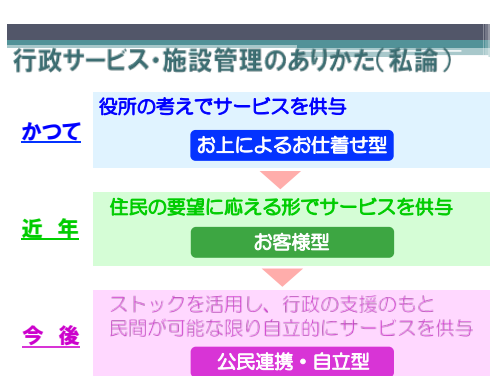 行政サービス・施設管理のありかた（私論）
かつて
役所の考えでサービスを供与
お上によるお仕着せ型
近 年
住民の要望に応える形でサービスを供与
お客様型
今 後
ストックを活用し、行政の支援のもと
民間が可能な限り自立的にサービスを供与
公民連携・自立型